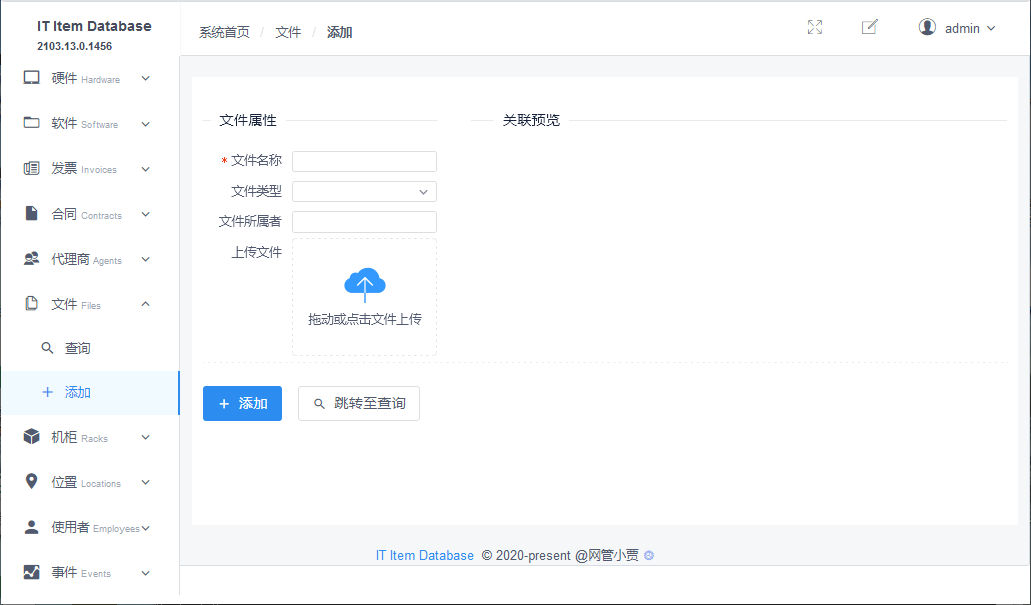 IT Item Database
2103.13.0.1456
硬件 Hardware
软件 Software
发票 Invoices
合同 Contracts
代理商 Agents
文件 Files
查询
添加
机柜 Racks
位置 Locations
使用者 Employees
事件 Events
系统首页 / 文件 / 添加
admin
文件属性
关联预览
* 文件名称
文件类型
文件所属者
上传文件
拖动或点击文件上传
+ 添加
跳转至查询
IT Item Database © 2020-present @网管小贾